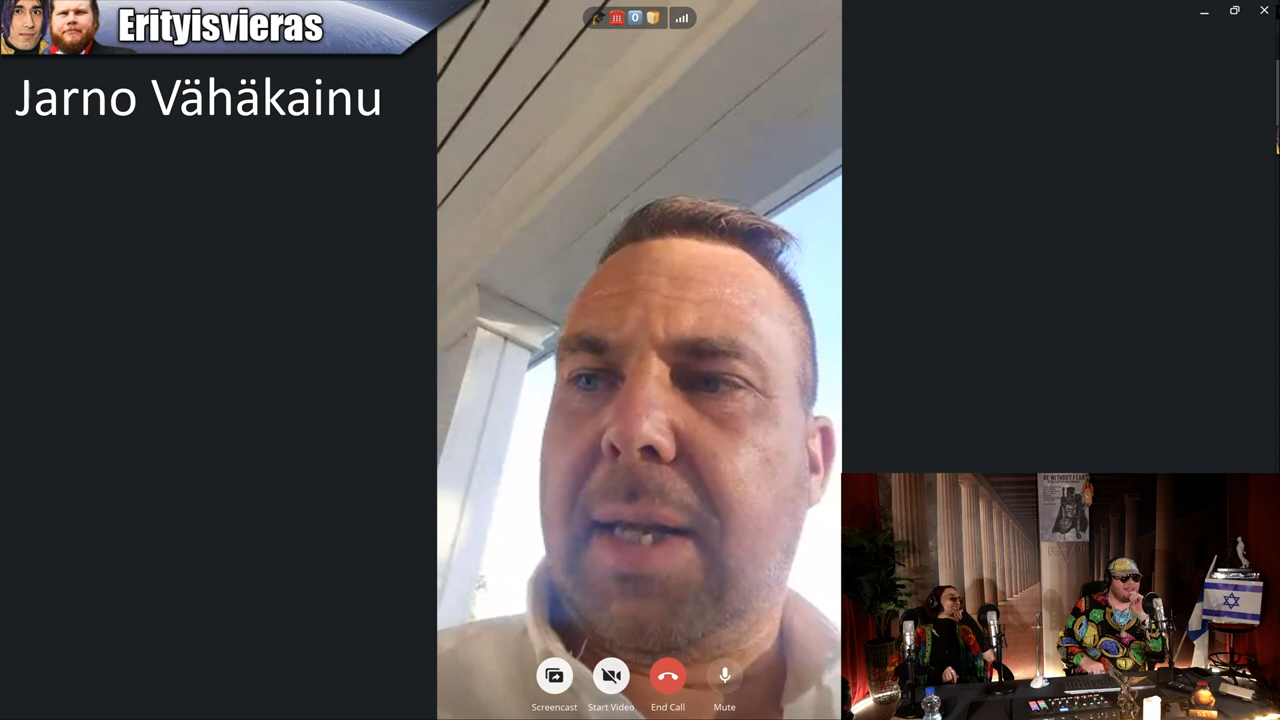 Erityisvieras
Jarno Vähäkainu
BE WITHOUT FEAR
Screencast
Start Video
End Call
Mute